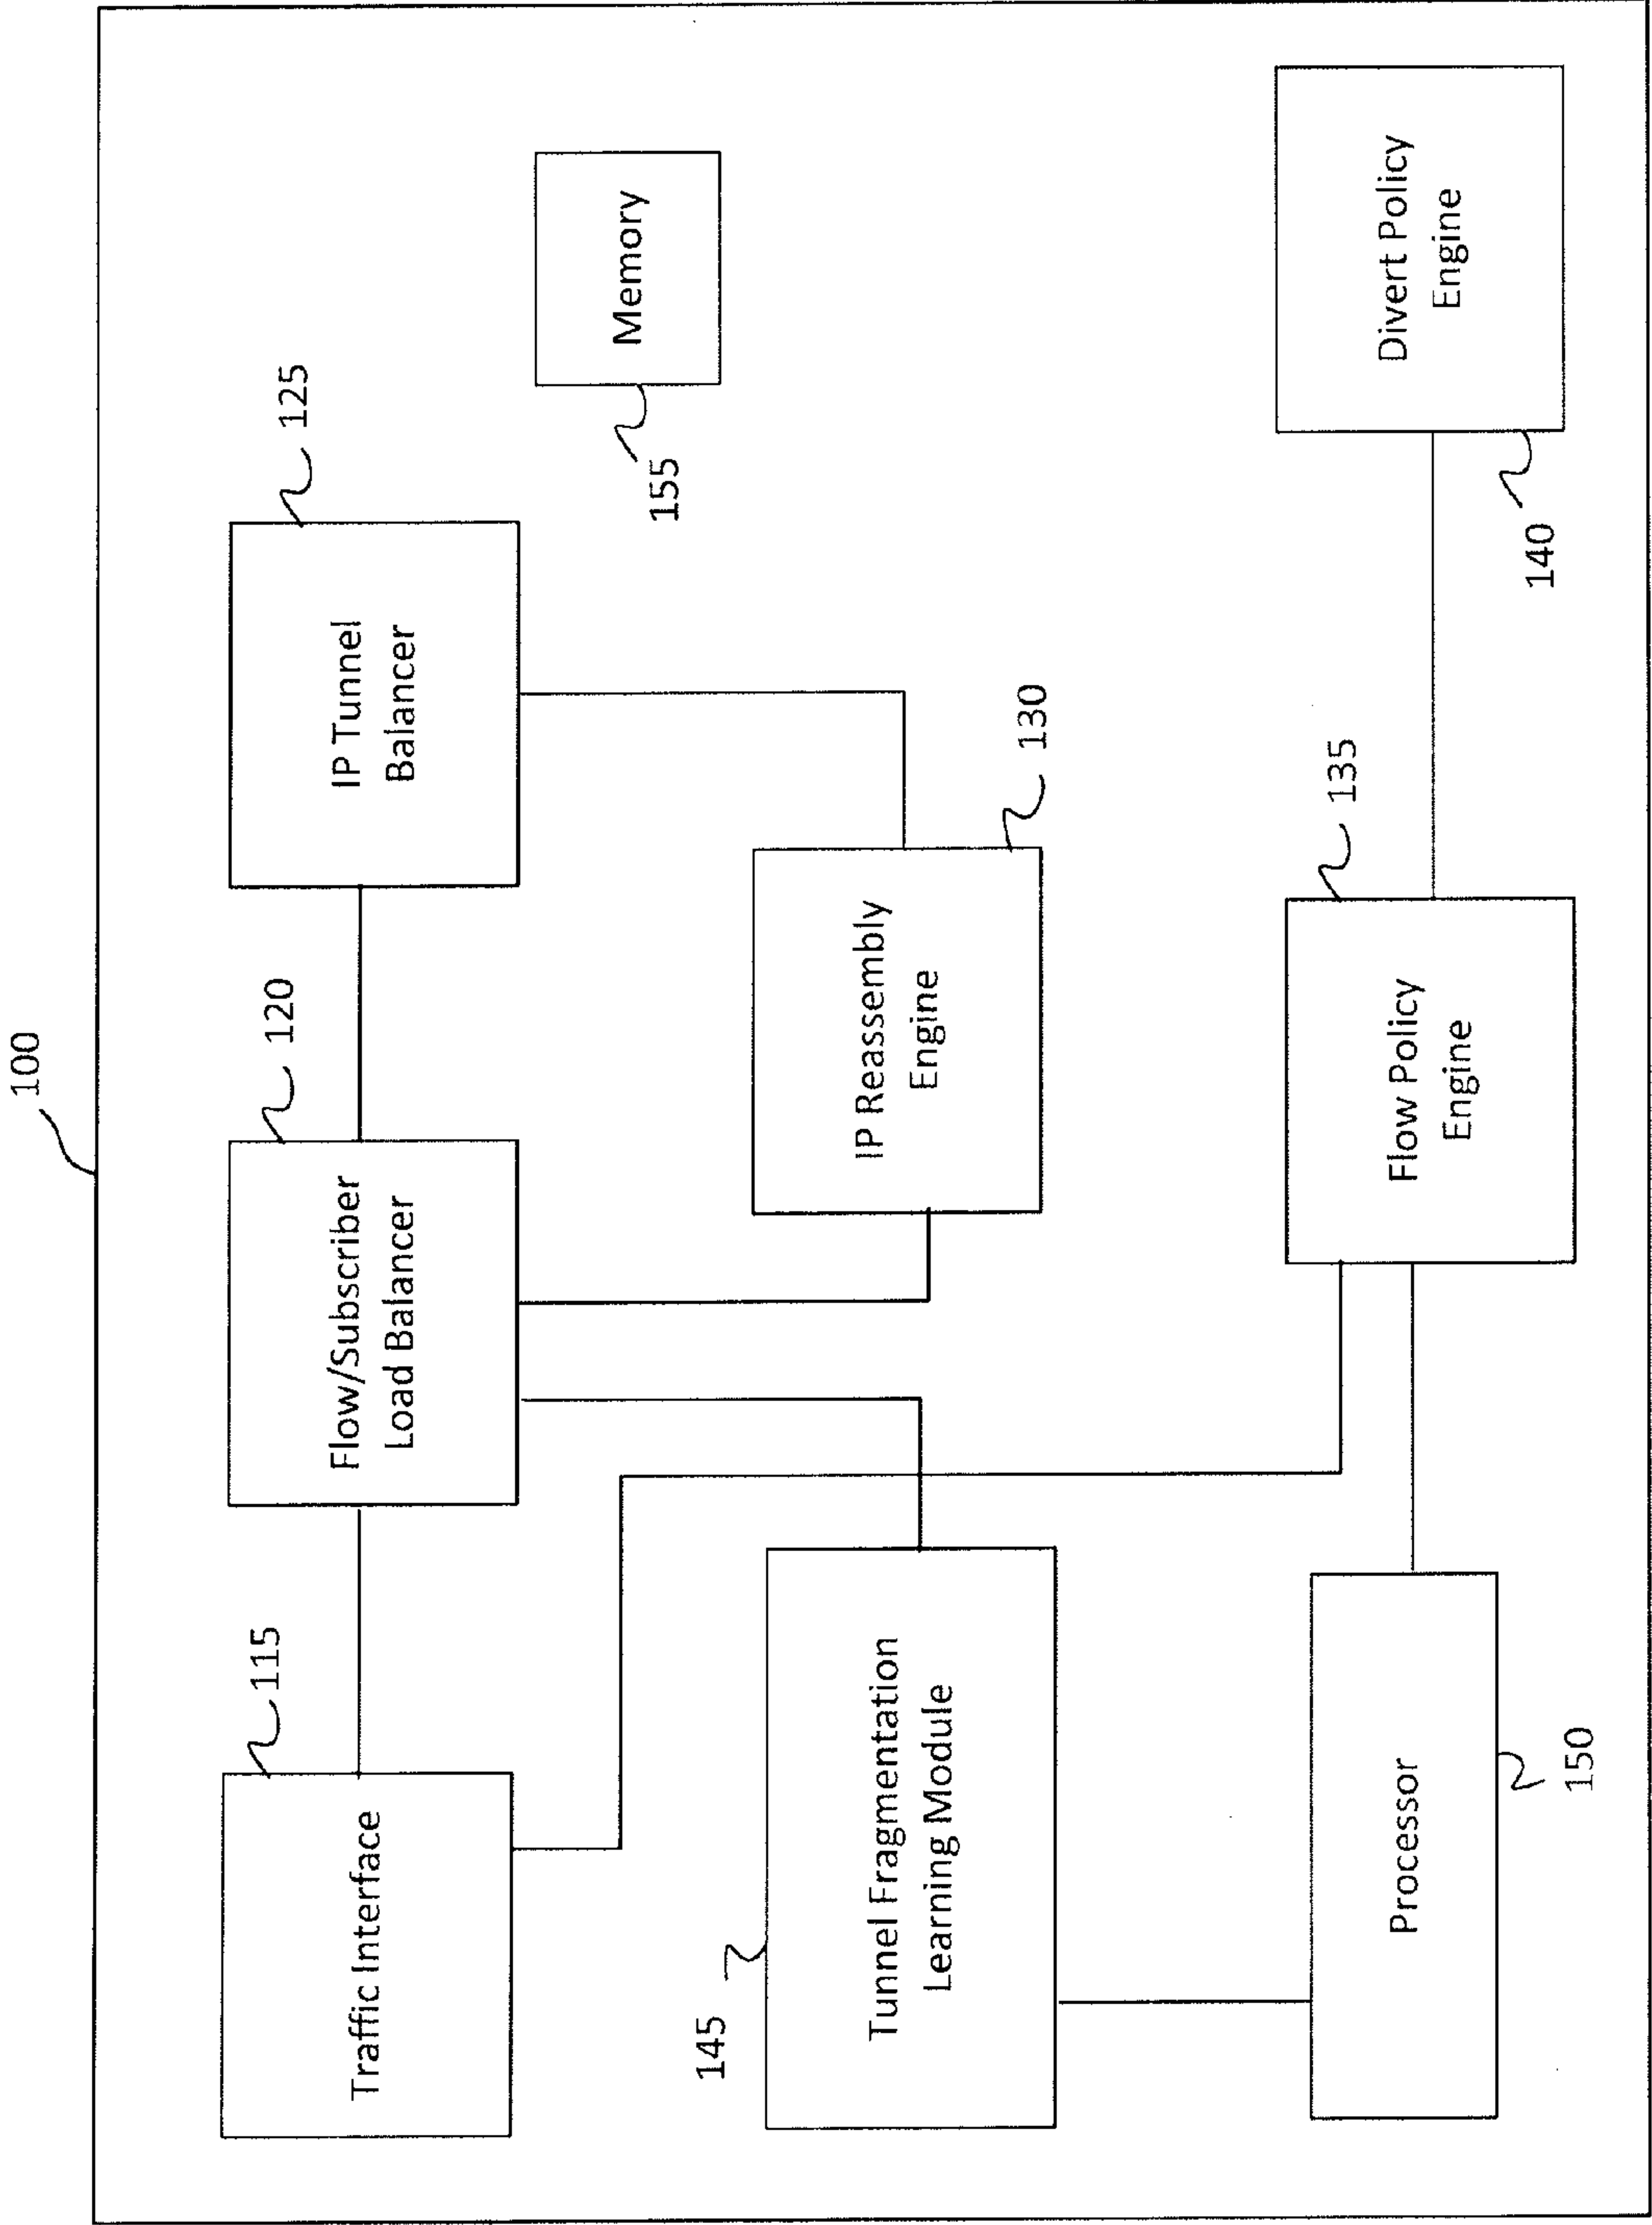 100
115
120
125
Traffic Interface
Flow/Subscriber
Load Balancer
IP Tunnel
Balancer
155
Memory
145
Tunnel Fragmentation
Learning Module
IP Reassembly
Engine
130
135
Processor
150
Flow Policy
Engine
140
Divert Policy
Engine